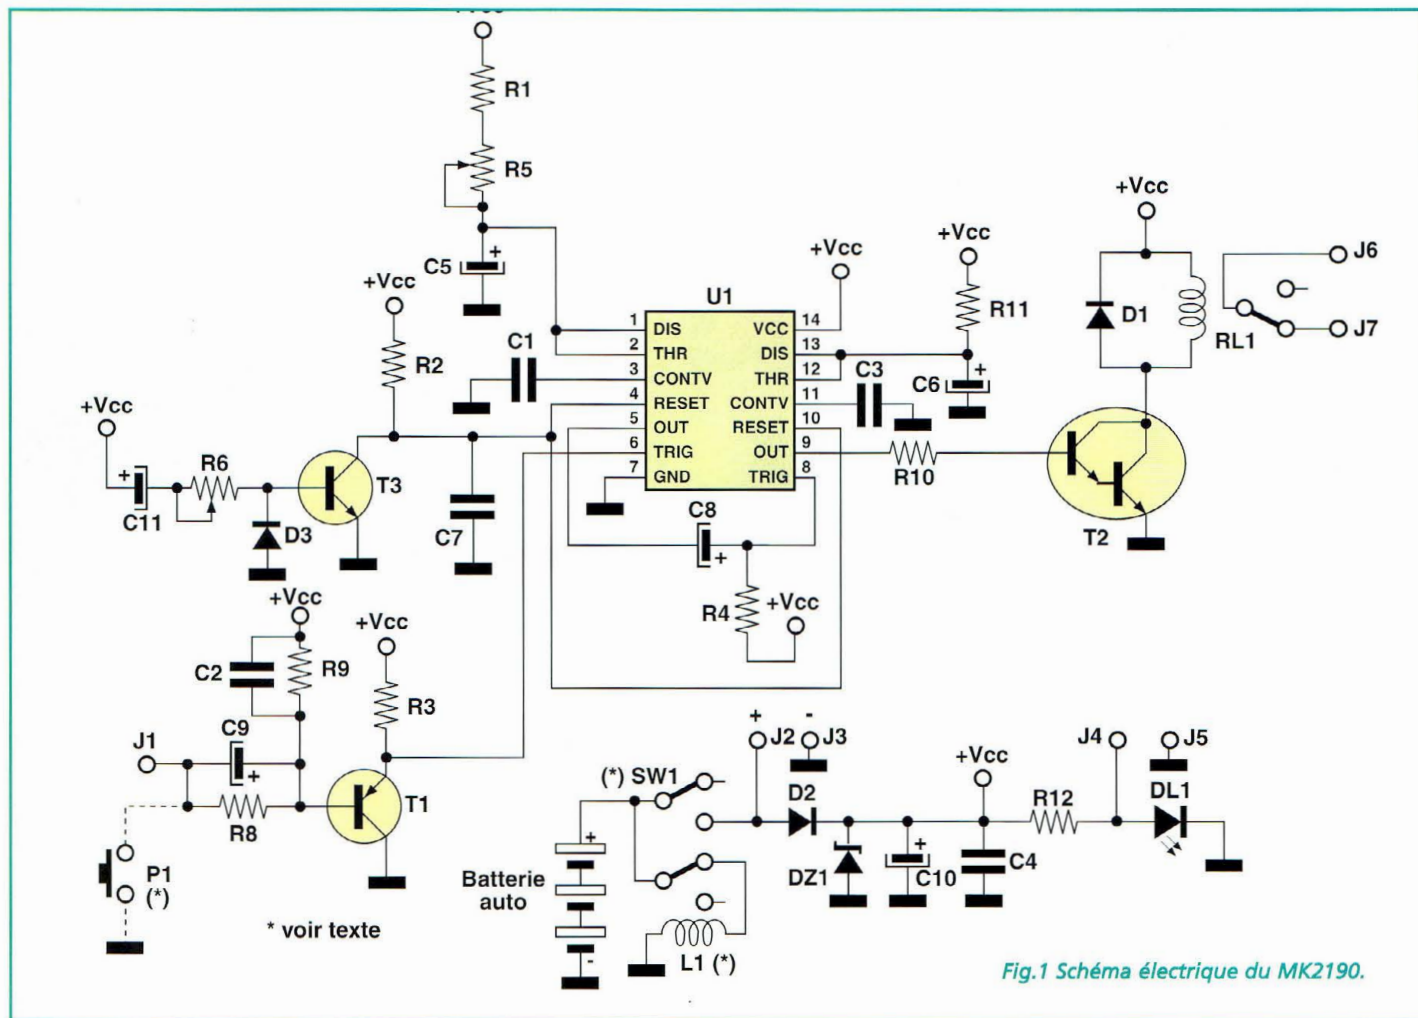 +Vcc
R1
R5
C5 +
+Vcc
R2
C1
U1
1 DIS VCC 14
2 THR DIS 13
3 CONTV THR 12
4 RESET CONTV 11
5 OUT RESET 10
6 TRIG OUT 9
7 GND TRIG 8
+Vcc
+Vcc
R11
C3
C6 +
R10
+Vcc
D1
RL1
J6
J7
T2
+Vcc
+
C11
R6
D3
T3
C7
C8
+
R4
+Vcc
+Vcc
C2
R9
+Vcc
R3
J1
C9
+
R8
T1
P1
(*)
* voir texte
(*) SW1
+
Batterie
auto
-
L1 (*)
+
J2
-
J3
D2
DZ1
+
C10
+Vcc
C4
R12
J4
J5
DL1
Fig.1 Schéma électrique du MK2190.